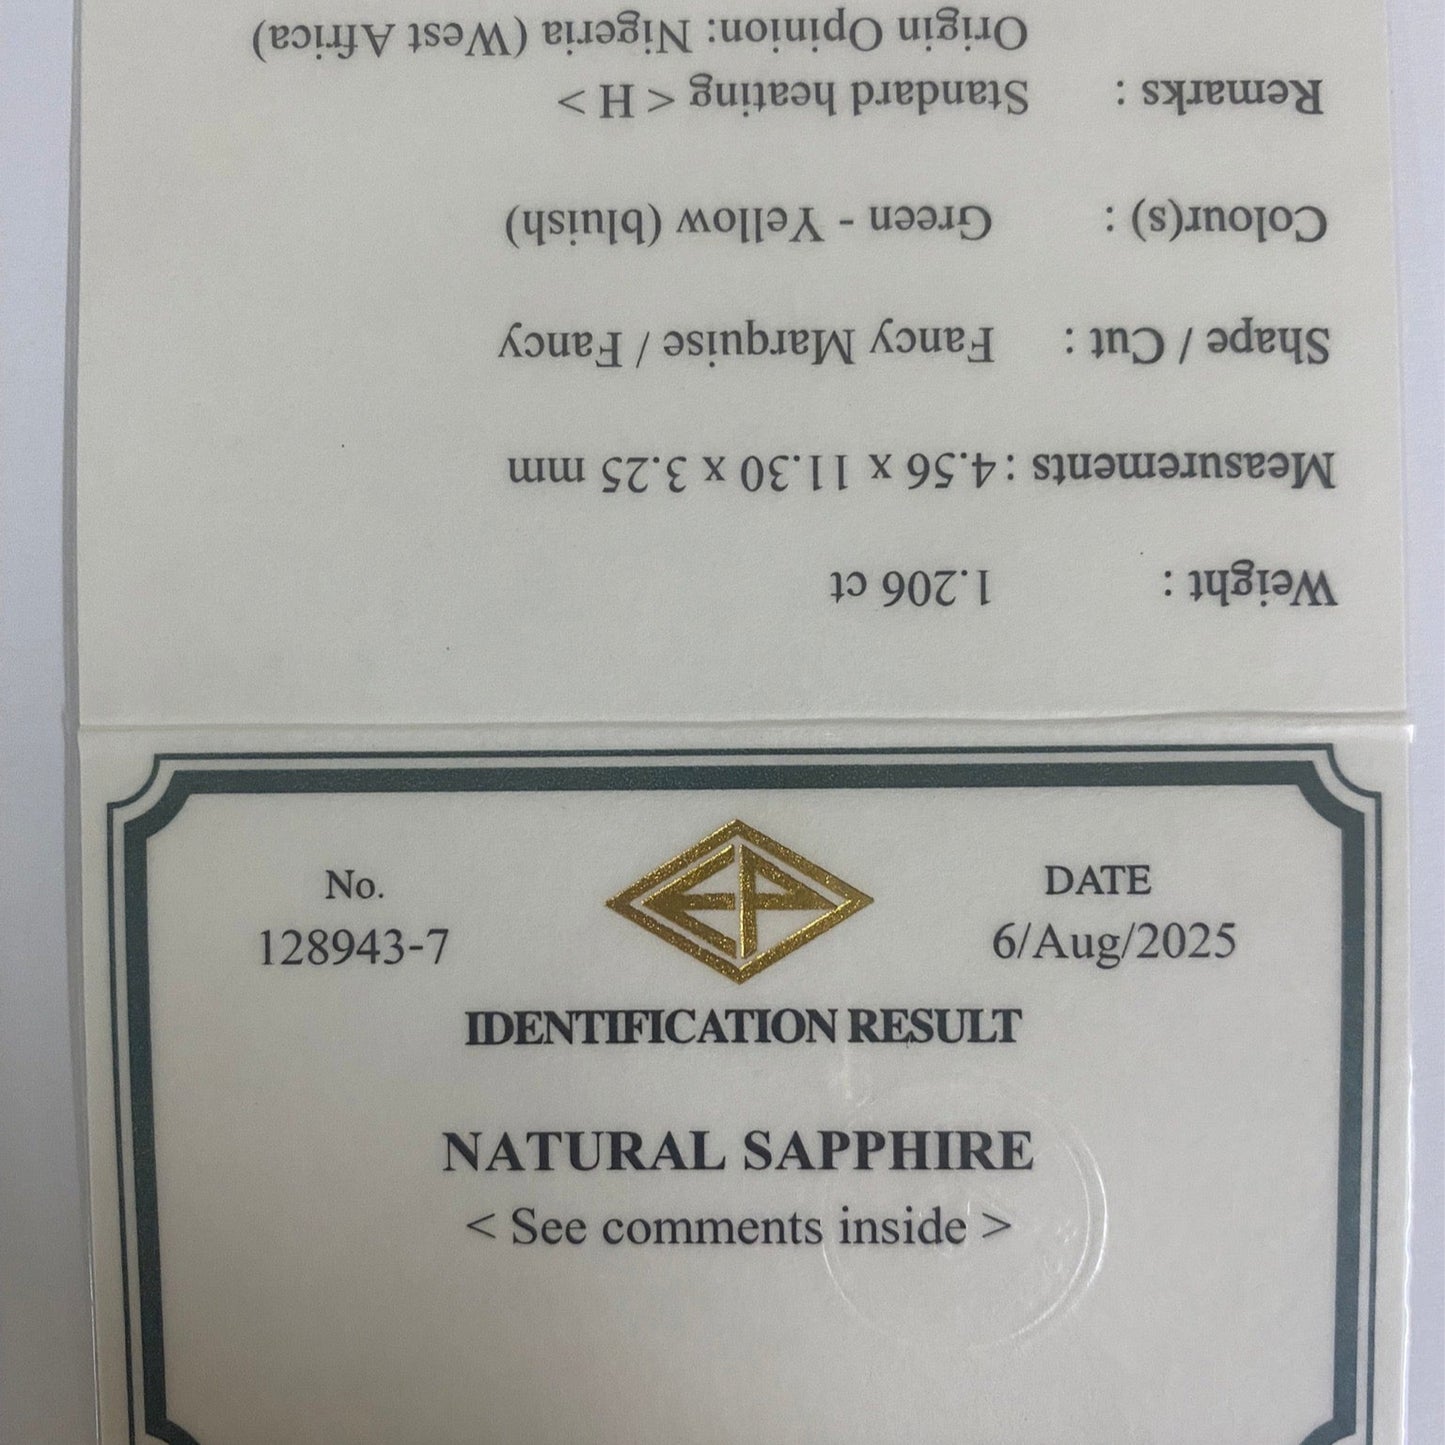 No.
128943-7
EP
DATE
6/Aug/2025
IDENTIFICATION RESULT
NATURAL SAPPHIRE
< See comments inside >
Weight : 1.206 ct
Measurements : 4.56 x 11.30 x 3.25 mm
Shape / Cut : Fancy Marquise / Fancy
Colour(s) : Green - Yellow (bluish)
Remarks : Standard heating < H >
Origin Opinion: Nigeria (West Africa)